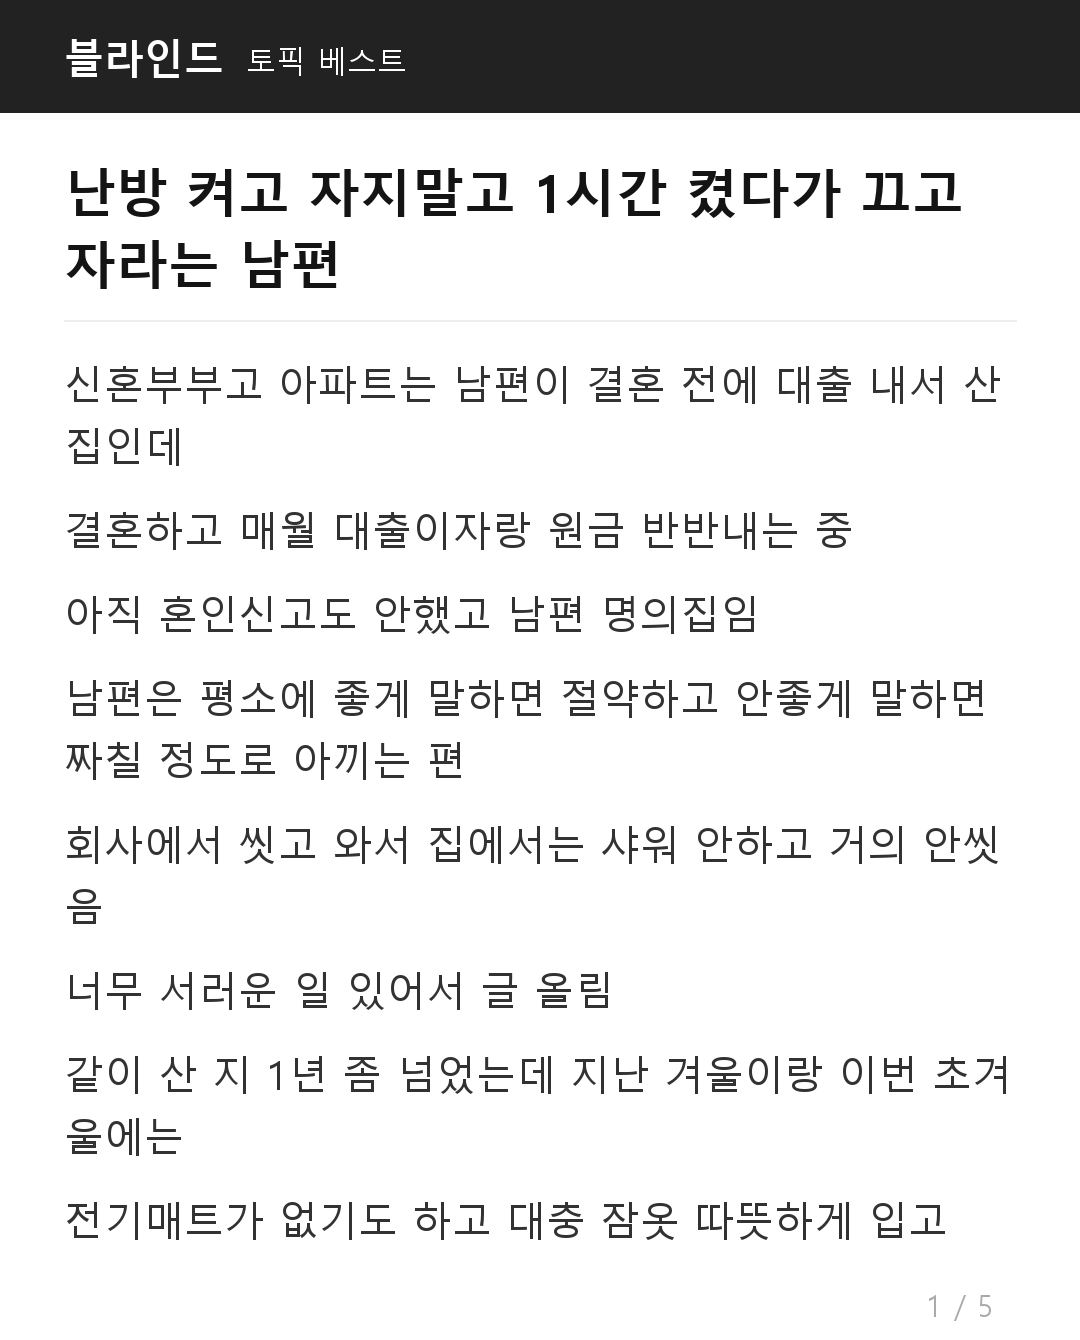 블라인드 토픽 베스트
난방 켜고 자지말고 1시간 켰다가 끄고
자라는 남편
신혼부부고 아파트는 남편이 결혼 전에 대출 내서 산
집인데
결혼하고 매월 대출이자랑 원금 반반내는 중
아직 혼인신고도 안했고 남편 명의집임
남편은 평소에 좋게 말하면 절약하고 안좋게 말하면
짜칠 정도로 아끼는 편
회사에서 씻고 와서 집에서는 샤워 안하고 거의 안씻
음
너무 서러운 일 있어서 글 올림
같이 산 지 1년 좀 넘었는데 지난 겨울이랑 이번 초겨
울에는
전기매트가 없기도 하고 대충 잠옷 따뜻하게 입고
1 / 5